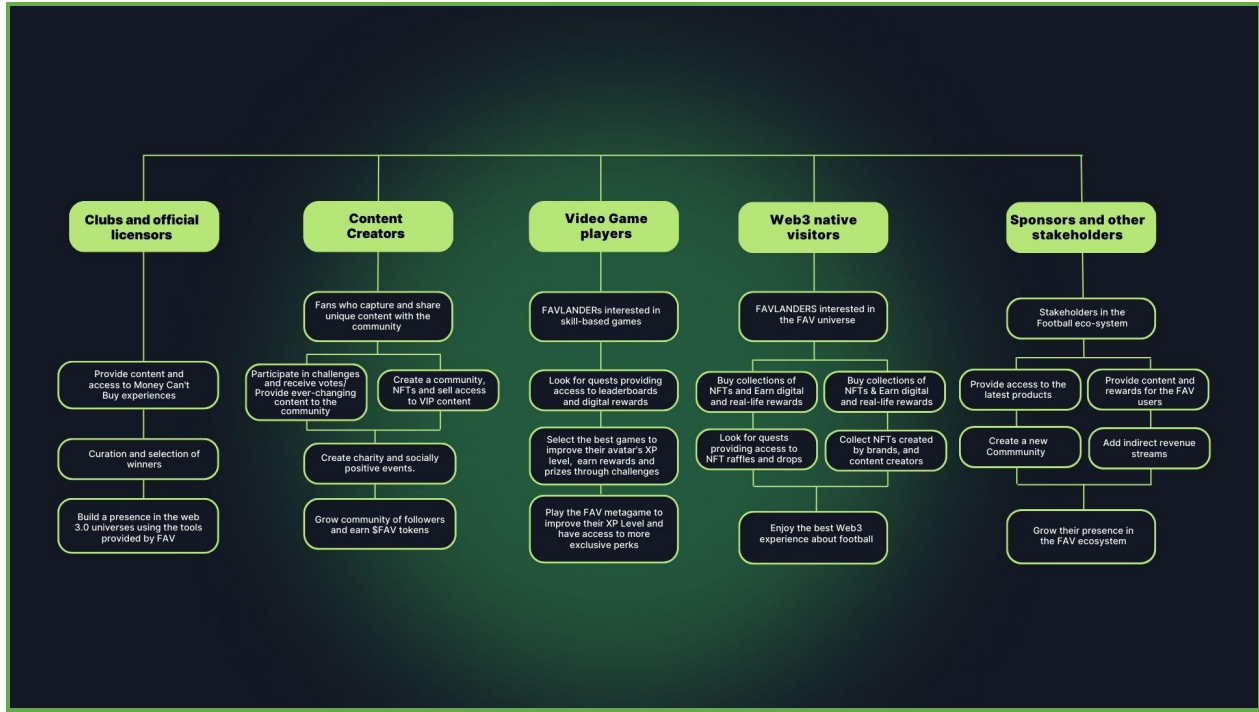 Clubs and official
licensors
Provide content and
access to Money Can't
Buy experiences
Curation and selection of
winners
Build a presence in the web
3.0 universes using the tools
provided by FAV
Content
Creators
Fans who capture and share
unique content with the
community
Participate in challenges
and receive votes/
Provide ever-changing
content to the
community
Create a community,
NFTs and sell access
to VIP content
Create charity and socially
positive events.
Grow community of followers
and earn $FAV tokens
Video Game
players
FAVLANDERs interested in
skill-based games
Look for quests providing
access to leaderboards
and digital rewards
Select the best games to
improve their avatar's XP
level, earn rewards and
prizes through challenges
Play the FAV metagame to
improve their XP Level and
have access to more
exclusive perks
Web3 native
visitors
FAVLANDERS interested in
the FAV universe
Buy collections of
NFTs and Earn digital
and real-life rewards
Look for quests
providing access to
NFT raffles and drops
Buy collections of
NFTs & Earn digital
and real-life rewards
Collect NFTs created
by brands, and
content creators
Enjoy the best Web3
experience about football
Sponsors and other
stakeholders
Stakeholders in the
Football eco-system
Provide access to the
latest products
Create a new
Commmunity
Provide content and
rewards for the FAV
users
Add indirect revenue
streams
Grow their presence in
the FAV ecosystem